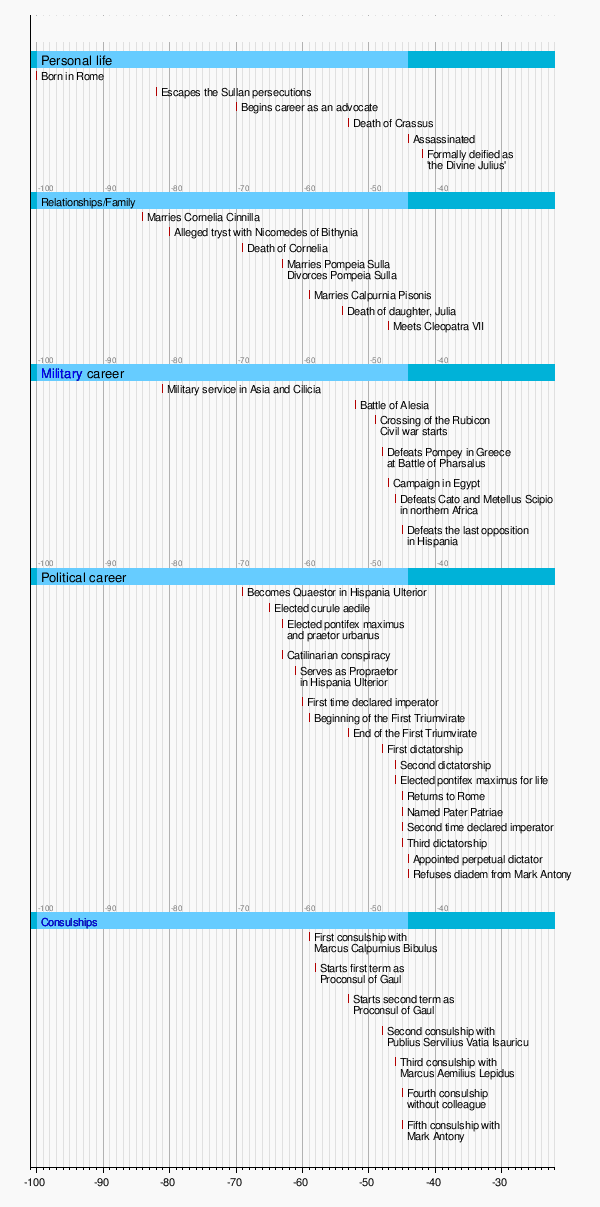 Personal life
Born in Rome
Escapes the Sullan persecutions
Begins career as an advocate
Death of Crassus
Assassinated
Formally deified as
'the Divine Julius'
-100 -90 -80 -70 -60 -50 -40
Relationships/Family
Marries Cornelia Cinnilla
Alleged tryst with Nicomedes of Bithynia
Death of Cornelia
Marries Pompeia Sulla
Divorces Pompeia Sulla
Marries Calpurnia Pisonis
Death of daughter, Julia
Meets Cleopatra VII
-100 -90 -80 -70 -60 -50 -40
Military career
Military service in Asia and Cilicia
Battle of Alesia
Crossing of the Rubicon
Civil war starts
Defeats Pompey in Greece
at Battle of Pharsalus
Campaign in Egypt
Defeats Cato and Metellus Scipio
in northern Africa
Defeats the last opposition
in Hispania
-100 -90 -80 -70 -60 -50 -40
Political career
Becomes Quaestor in Hispania Ulterior
Elected curule aedile
Elected pontifex maximus
and praetor urbanus
Catilinarian conspiracy
Serves as Propraetor
in Hispania Ulterior
First time declared imperator
Beginning of the First Triumvirate
End of the First Triumvirate
First dictatorship
Second dictatorship
Elected pontifex maximus for life
Returns to Rome
Named Pater Patriae
Second time declared imperator
Third dictatorship
Appointed perpetual dictator
Refuses diadem from Mark Antony
-100 -90 -80 -70 -60 -50 -40
Consulships
First consulship with
Marcus Calpurnius Bibulus
Starts first term as
Proconsul of Gaul
Starts second term as
Proconsul of Gaul
Second consulship with
Publius Servilius Vatia Isauricu
Third consulship with
Marcus Aemilius Lepidus
Fourth consulship
without colleague
Fifth consulship with
Mark Antony
-100 -90 -80 -70 -60 -50 -40 -30